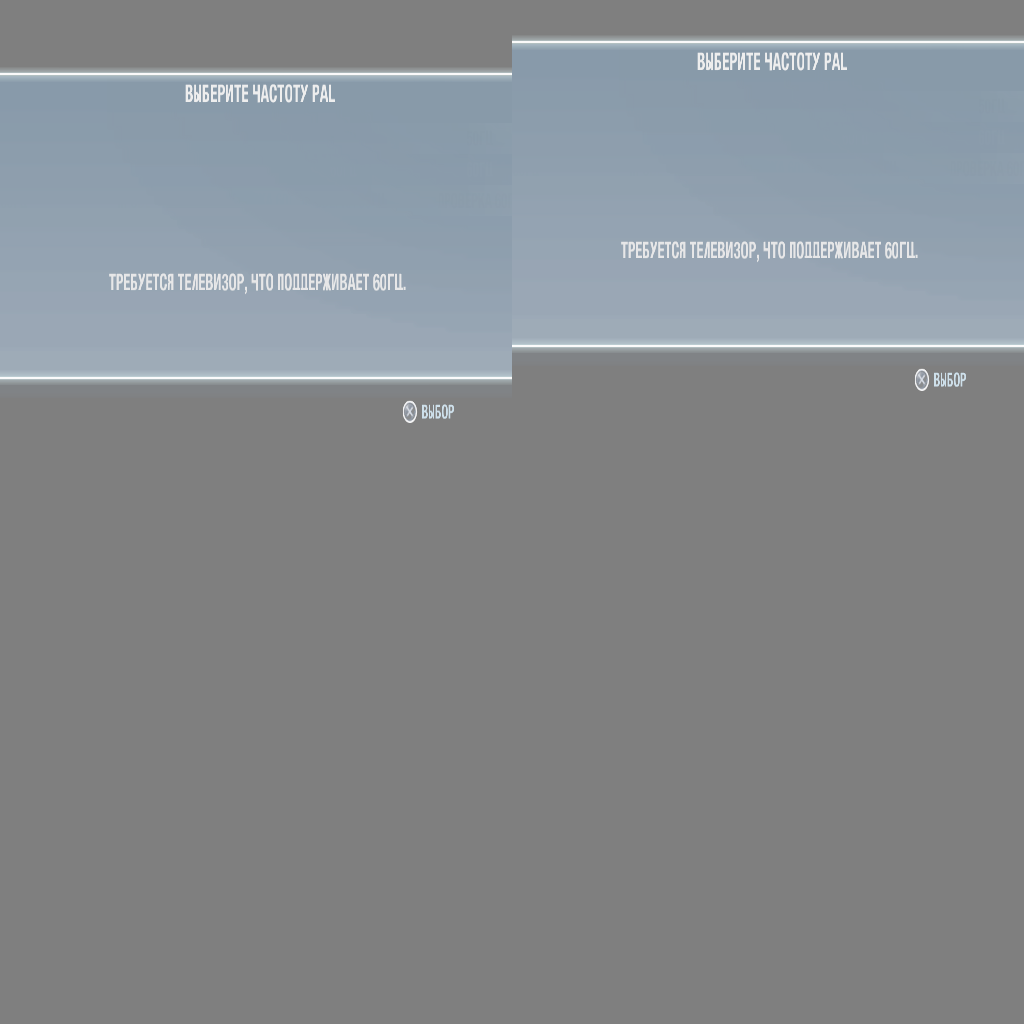 ВЫБЕРИТЕ ЧАСТОТУ PAL
ТРЕБУЕТСЯ ТЕЛЕВИЗОР, ЧТО ПОДДЕРЖИВАЕТ 60ГЦ.
ВЫБОР
ВЫБЕРИТЕ ЧАСТОТУ PAL
ТРЕБУЕТСЯ ТЕЛЕВИЗОР, ЧТО ПОДДЕРЖИВАЕТ 60ГЦ.
ВЫБОР